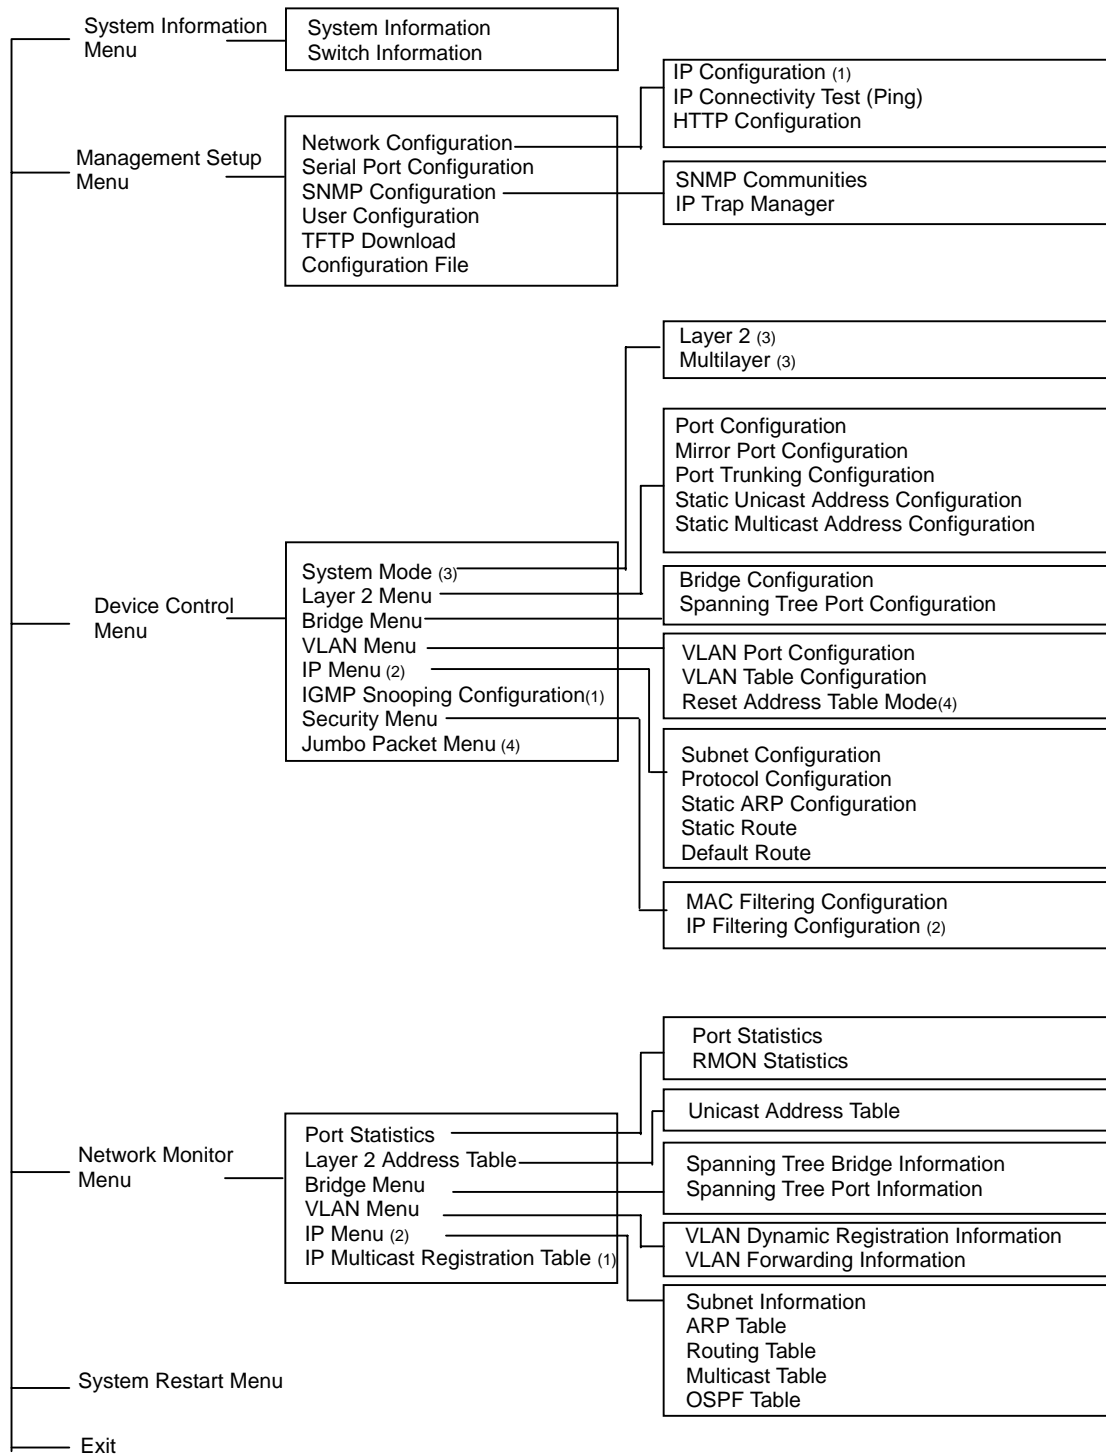 System Information
Menu
System Information
Switch Information
Management Setup
Menu
Network Configuration
Serial Port Configuration
SNMP Configuration
User Configuration
TFTP Download
Configuration File
IP Configuration (1)
IP Connectivity Test (Ping)
HTTP Configuration
SNMP Communities
IP Trap Manager
Device Control
Menu
System Mode (3)
Layer 2 Menu
Bridge Menu
VLAN Menu
IP Menu (2)
IGMP Snooping Configuration(1)
Security Menu
Jumbo Packet Menu (4)
Layer 2 (3)
Multilayer (3)
Port Configuration
Mirror Port Configuration
Port Trunking Configuration
Static Unicast Address Configuration
Static Multicast Address Configuration
Bridge Configuration
Spanning Tree Port Configuration
VLAN Port Configuration
VLAN Table Configuration
Reset Address Table Mode(4)
Subnet Configuration
Protocol Configuration
Static ARP Configuration
Static Route
Default Route
MAC Filtering Configuration
IP Filtering Configuration (2)
Network Monitor
Menu
Port Statistics
Layer 2 Address Table
Bridge Menu
VLAN Menu
IP Menu (2)
IP Multicast Registration Table (1)
Port Statistics
RMON Statistics
Unicast Address Table
Spanning Tree Bridge Information
Spanning Tree Port Information
VLAN Dynamic Registration Information
VLAN Forwarding Information
Subnet Information
ARP Table
Routing Table
Multicast Table
OSPF Table
System Restart Menu
Exit